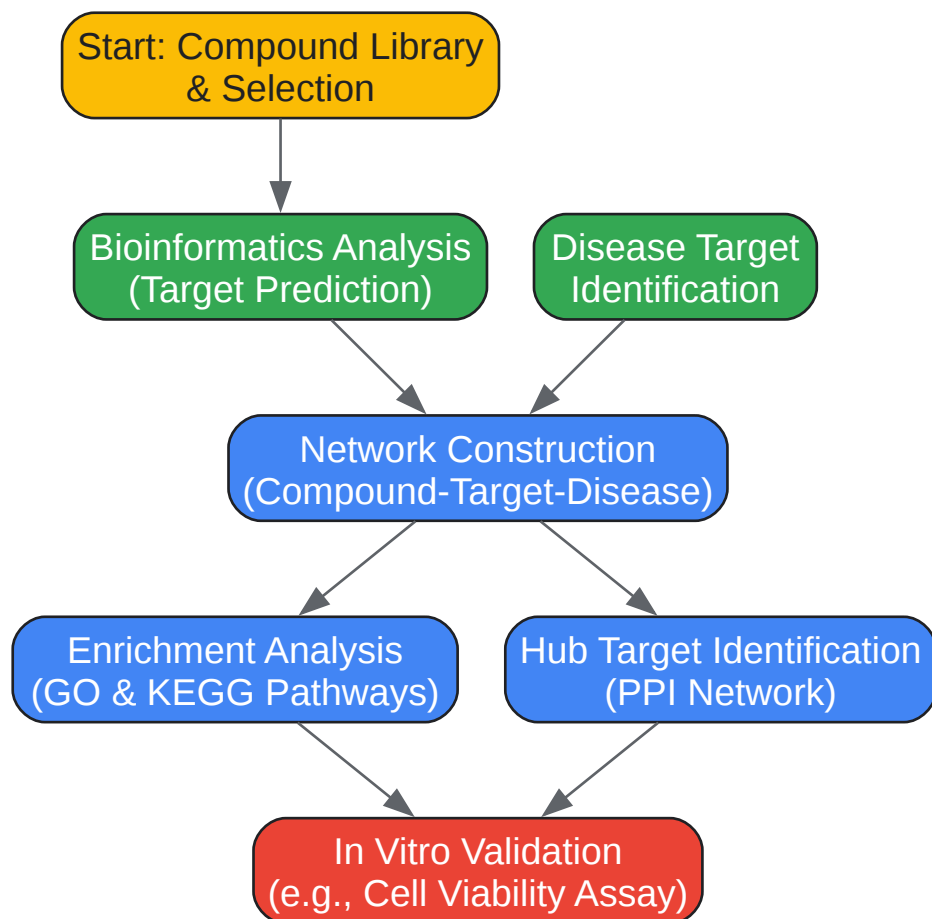 Start: Compound Library
& Selection
Bioinformatics Analysis
(Target Prediction)
Disease Target
Identification
Network Construction
(Compound-Target-Disease)
Enrichment Analysis
(GO & KEGG Pathways)
Hub Target Identification
(PPI Network)
In Vitro Validation
(e.g., Cell Viability Assay)